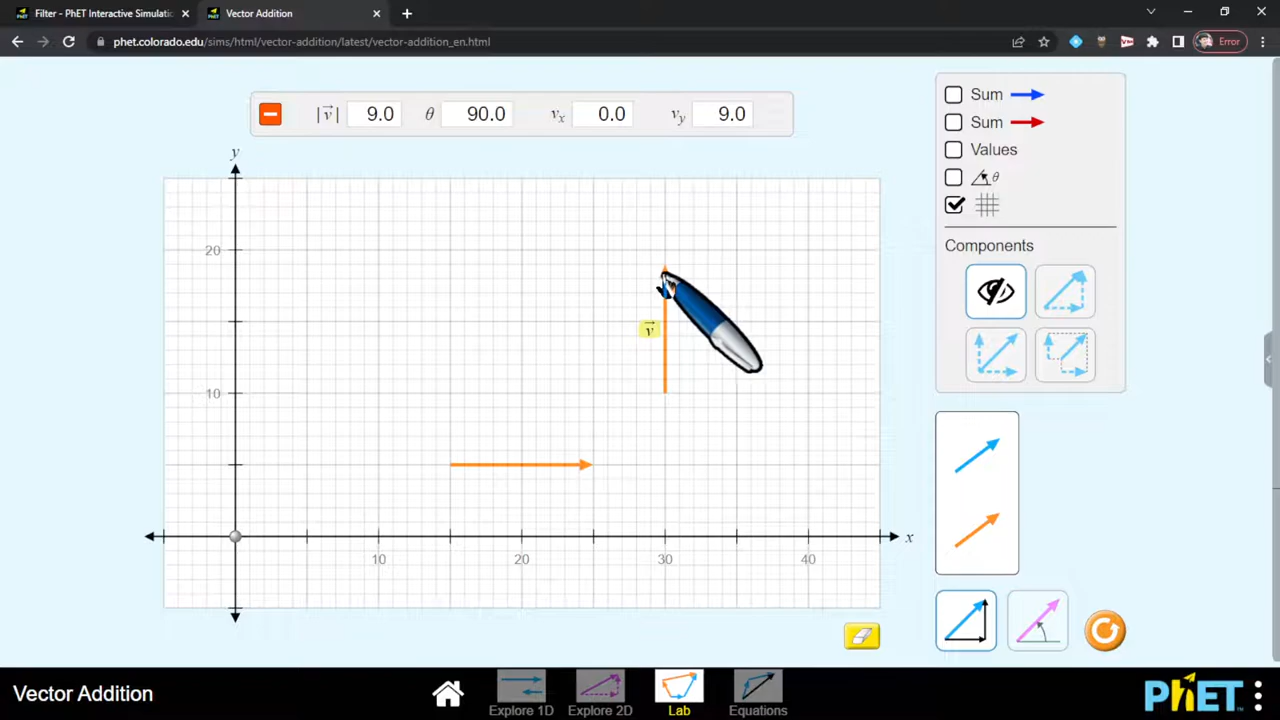 Filter - PhET Interactive Simulati
Vector Addition
phet.colorado.edu/sims/html/vector-addition/latest/vector-addition_en.html
Error
|v| 9.0 θ 90.0 vx 0.0 vy 9.0
Sum
Sum
Values
θ
Components
y
20
v
10
x
10 20 30 40
Vector Addition
Explore 1D
Explore 2D
Lab
Equations
PhET